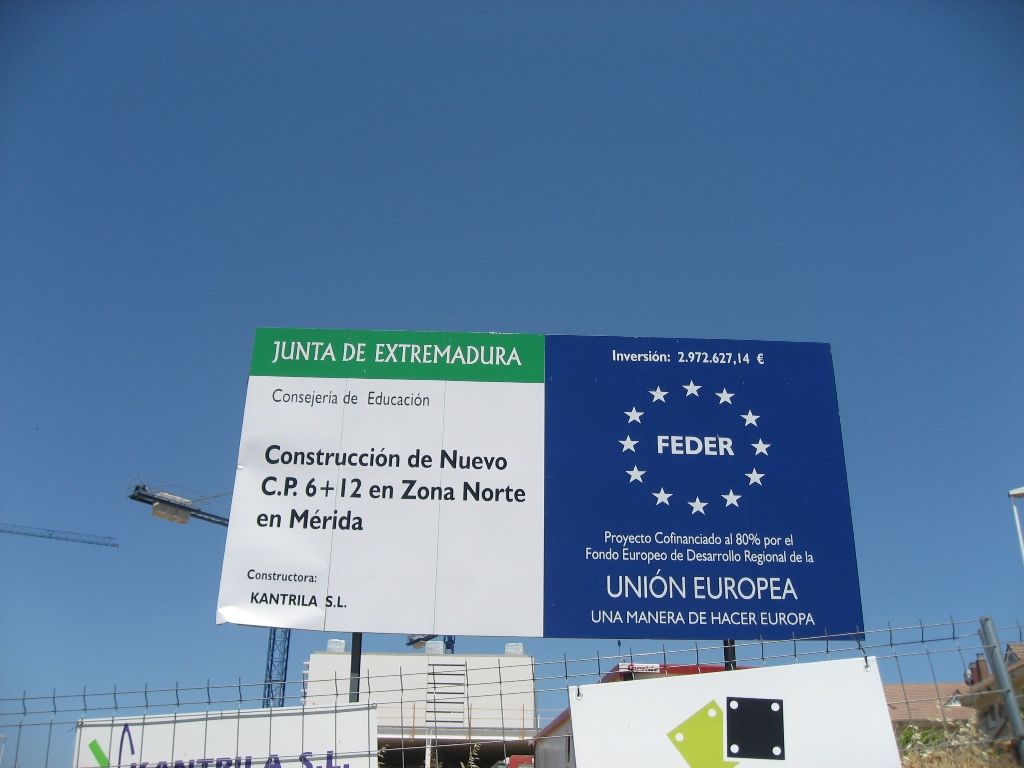 JUNTA DE EXTREMADURA
Consejería de Educación
Construcción de Nuevo
C.P. 6+12 en Zona Norte
en Mérida
Constructora:
KANTRILA S.L.
Inversión: 2.972.627,14 €
FEDER
Proyecto Cofinanciado al 80% por el
Fondo Europeo de Desarrollo Regional de la
UNIÓN EUROPEA
UNA MANERA DE HACER EUROPA
KANTRILA S.L.